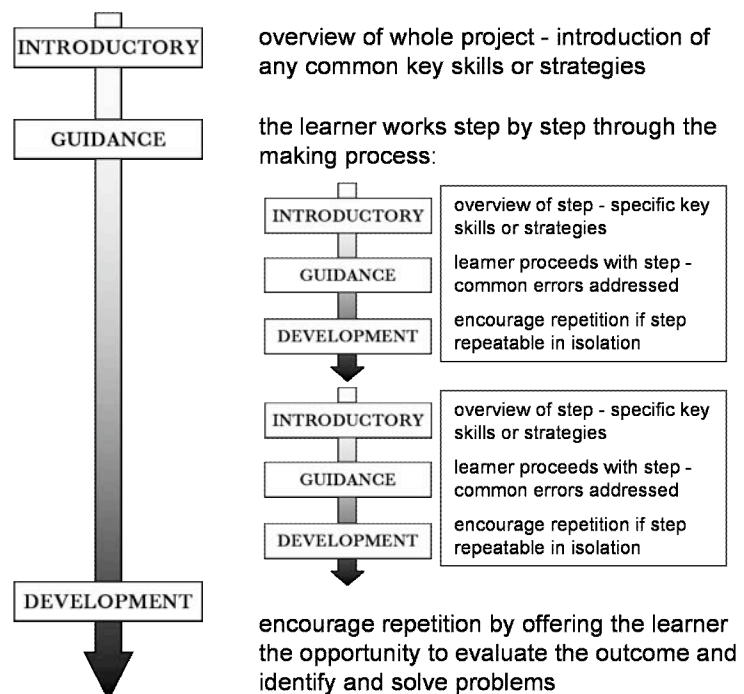 INTRODUCTORY
overview of whole project - introduction of
any common key skills or strategies
GUIDANCE
the learner works step by step through the
making process:
INTRODUCTORY
overview of step - specific key
skills or strategies
GUIDANCE
learner proceeds with step -
common errors addressed
DEVELOPMENT
encourage repetition if step
repeatable in isolation
INTRODUCTORY
overview of step - specific key
skills or strategies
GUIDANCE
learner proceeds with step -
common errors addressed
DEVELOPMENT
encourage repetition if step
repeatable in isolation
DEVELOPMENT
encourage repetition by offering the learner
the opportunity to evaluate the outcome and
identify and solve problems